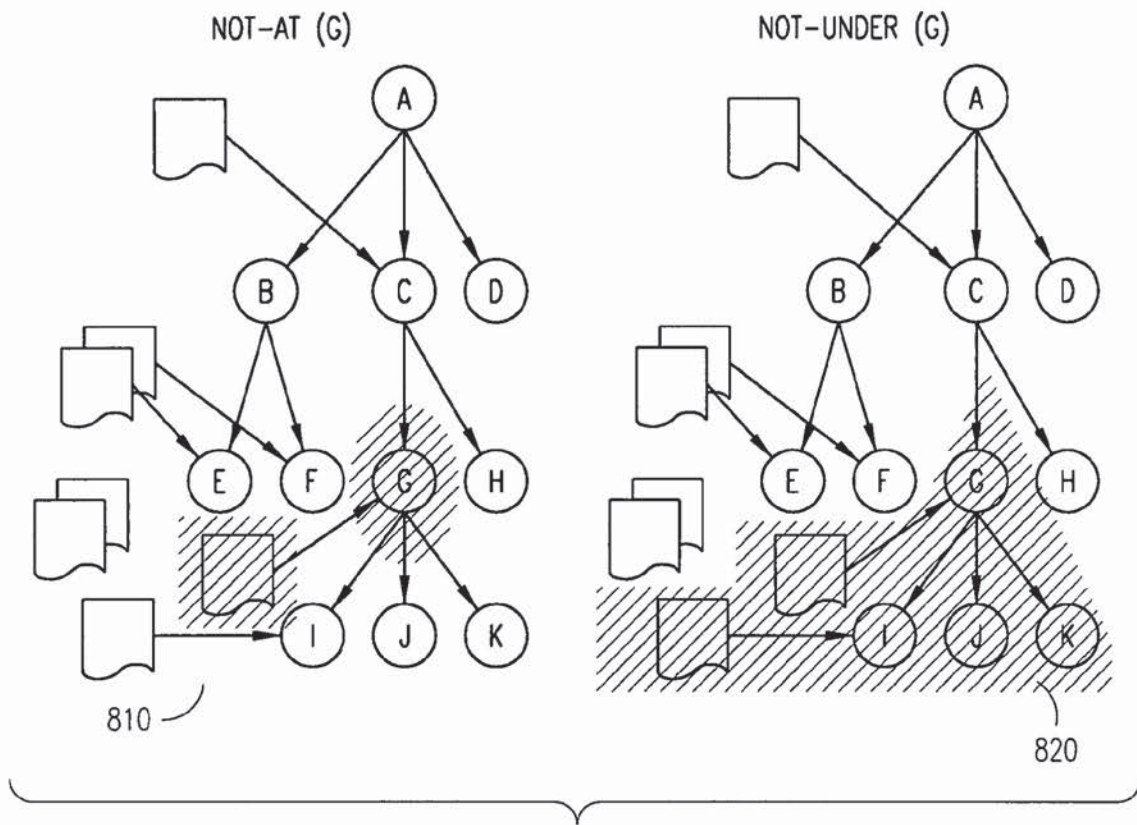 NOT-AT (G) NOT-UNDER (G)
A A
B C D B C D
E F G H E F G H
I J K I J K
810 820